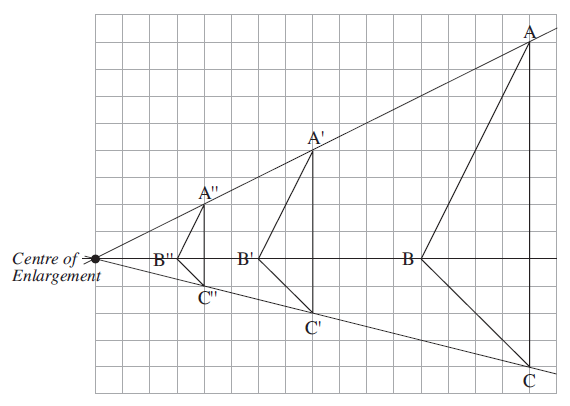 A
A'
A"
Centre of
Enlargement
B"
B'
B
C"
C'
C